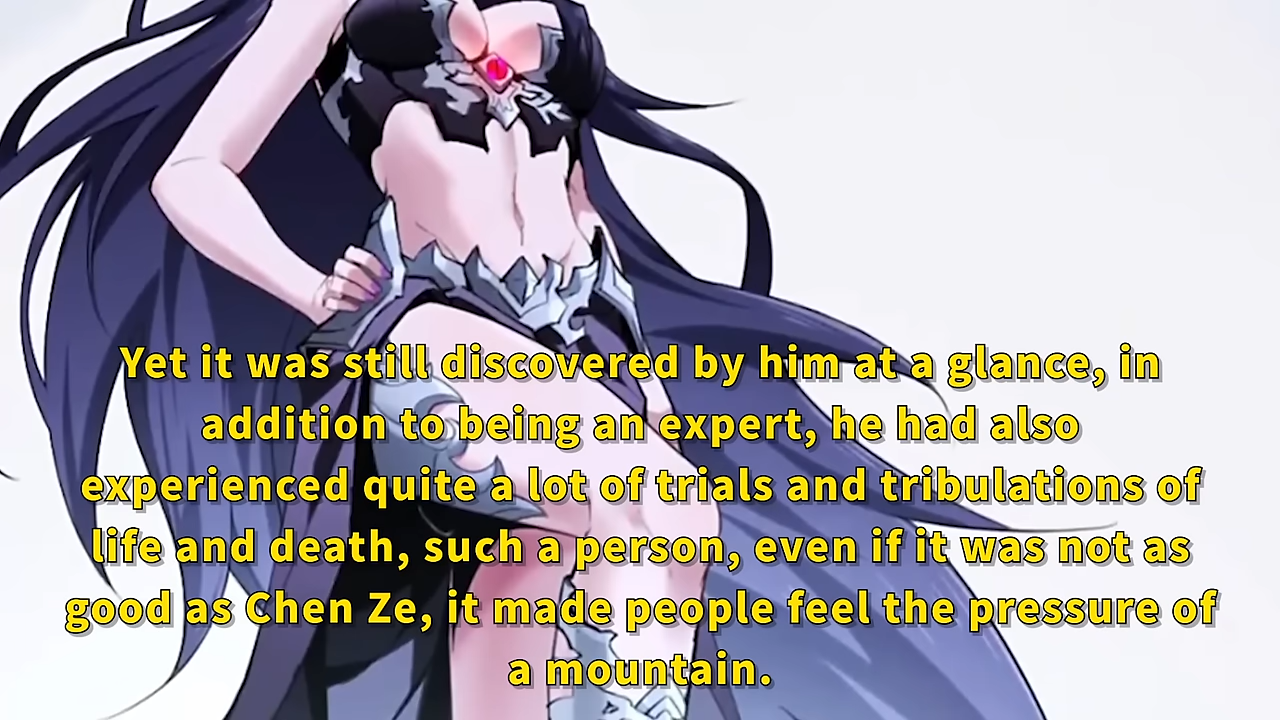 Yet it was still discovered by him at a glance, in
addition to being an expert, he had also
experienced quite a lot of trials and tribulations of
life and death, such a person, even if it was not as
good as Chen Ze, it made people feel the pressure of
a mountain.